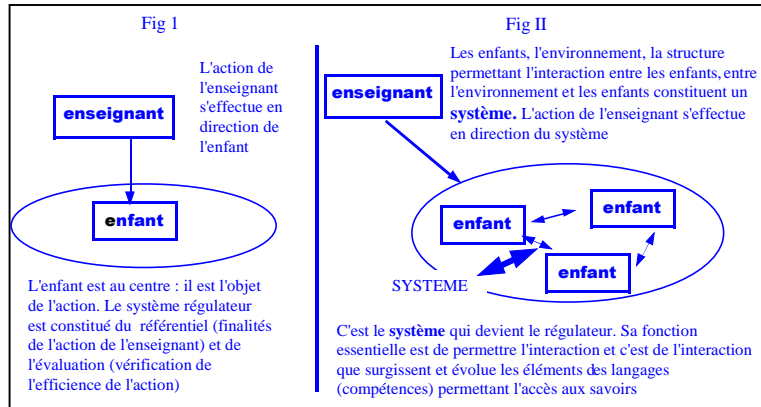 Fig 1
L'action de
l'enseignant
s'effectue en
direction de
l'enfant
enseignant
enfant
L'enfant est au centre : il est l'objet
de l'action. Le système régulateur
est constitué du référentiel (finalités
de l'action de l'enseignant) et de
l'évaluation (vérification de
l'efficience de l'action)
Fig II
Les enfants, l'environnement, la structure
permettant l'interaction entre les enfants, entre
l'environnement et les enfants constituent un
système. L'action de l'enseignant s'effectue
en direction du système
enseignant
enfant
enfant
enfant
SYSTEME
C'est le système qui devient le régulateur. Sa fonction
essentielle est de permettre l'interaction et c'est de l'interaction
que surgissent et évolue les éléments des langages
(compétences) permettant l'accès aux savoirs